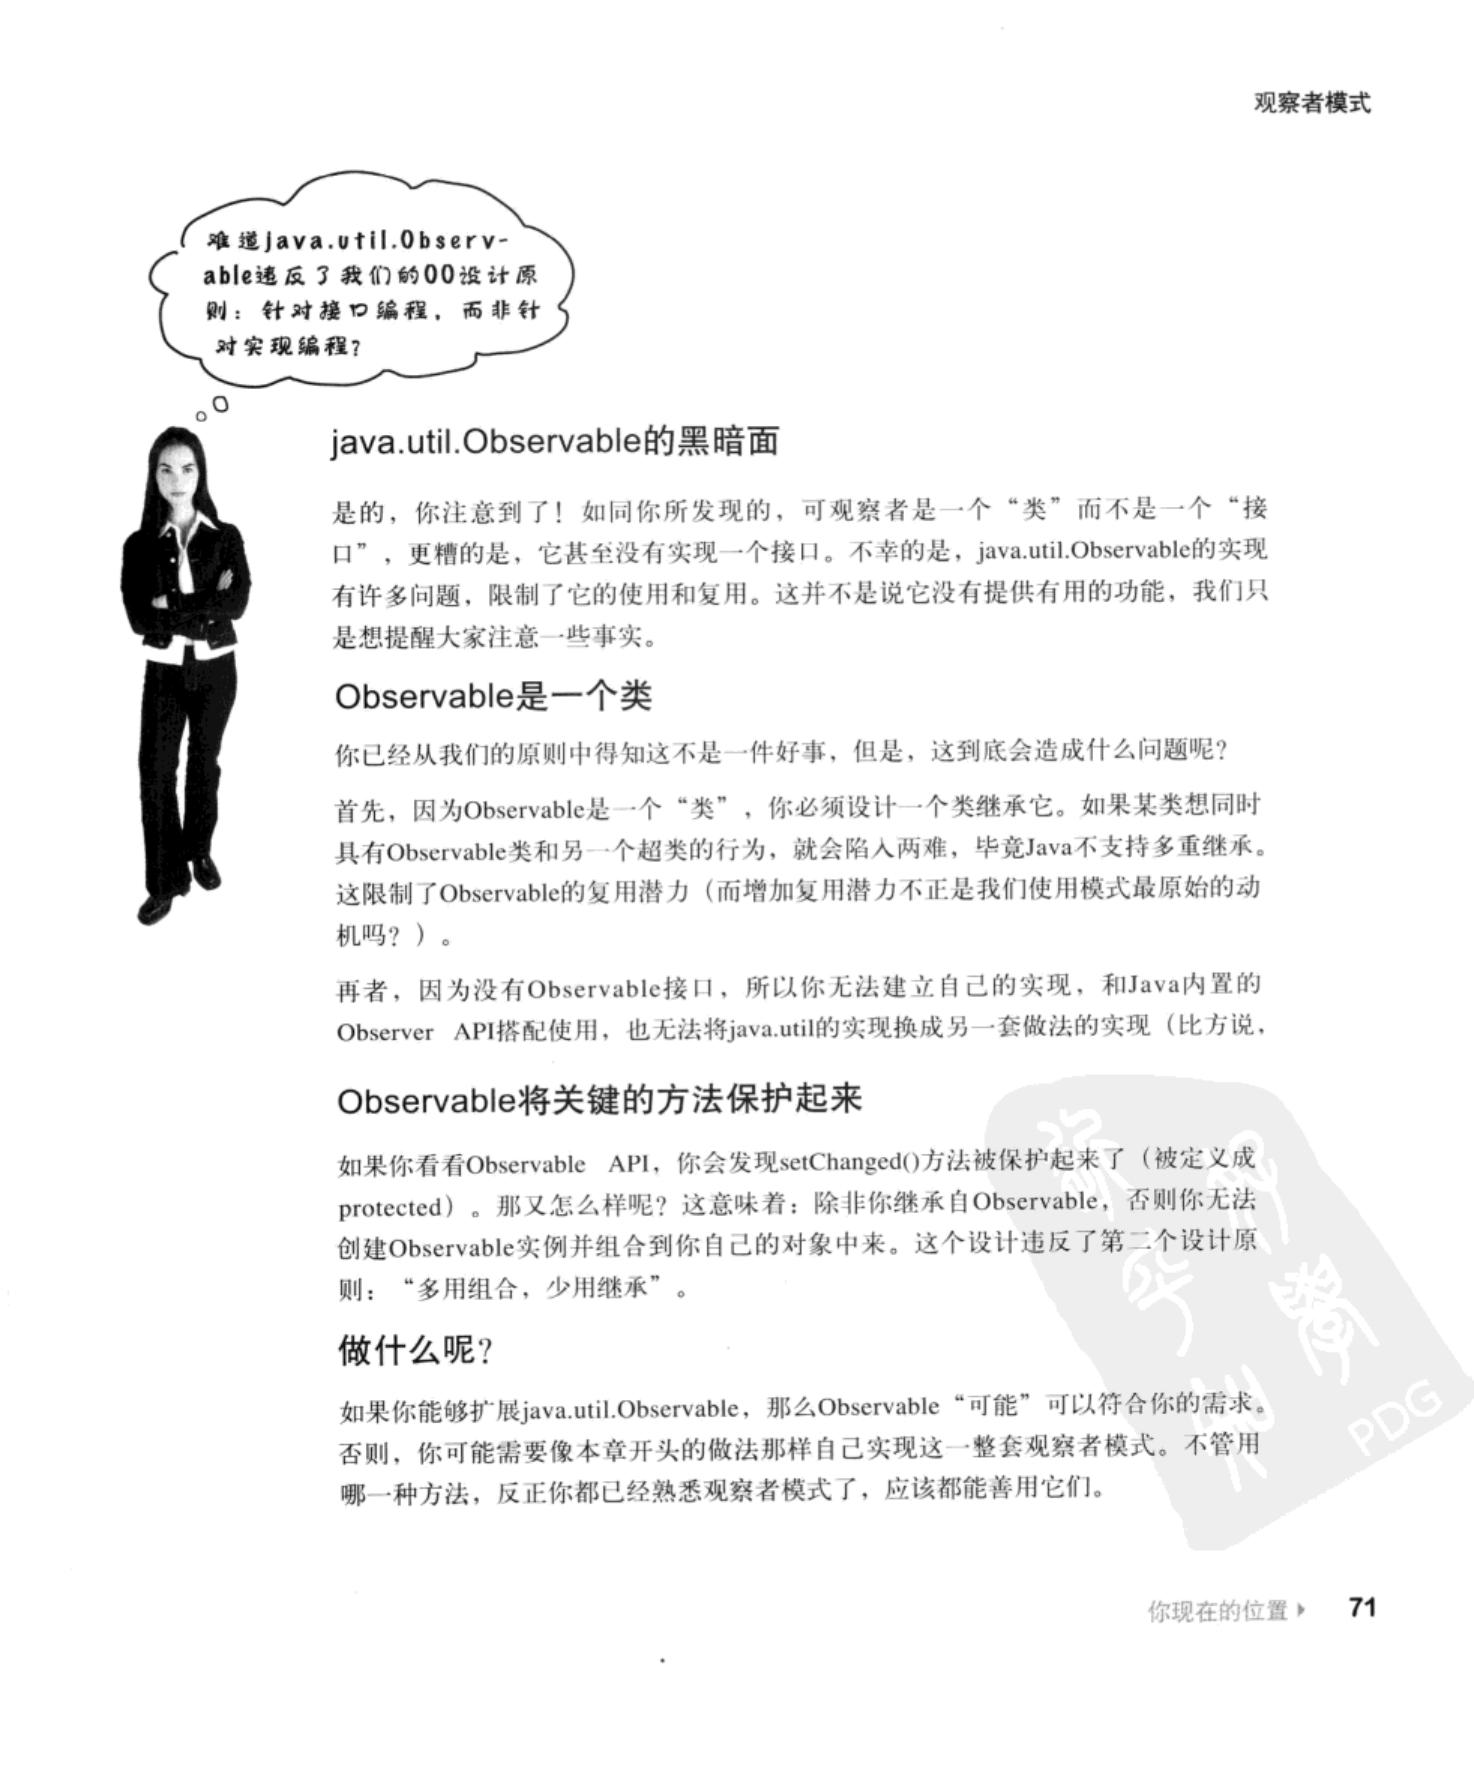 观察者模式
难道java.util.Observ-
able违反了我们的OO设计原
则：针对接口编程，而非针
对实现编程？
java.util.Observable的黑暗面
是的，你注意到了！如同你所发现的，可观察者是一个“类”而不是一个“接
口”，更糟的是，它甚至没有实现一个接口。不幸的是，java.util.Observable的实现
有许多问题，限制了它的使用和复用。这并不是说它没有提供有用的功能，我们只
是想提醒大家注意一些事实。
Observable是一个类
你已经从我们的原则中得知这不是一件好事，但是，这到底会造成什么问题呢？
首先，因为Observable是一个“类”，你必须设计一个类继承它。如果某类想同时
具有Observable类和另一个超类的行为，就会陷入两难，毕竟Java不支持多重继承。
这限制了Observable的复用潜力（而增加复用潜力不正是我们使用模式最原始的动
机吗？）。
再者，因为没有Observable接口，所以你无法建立自己的实现，和Java内置的
Observer API搭配使用，也无法将java.util的实现换成另一套做法的实现（比方说，
Observable将关键的方法保护起来
如果你看看Observable API，你会发现setChanged()方法被保护起来了（被定义成
protected）。那又怎么样呢？这意味着：除非你继承自Observable，否则你无法
创建Observable实例并组合到你自己的对象中来。这个设计违反了第二个设计原
则：“多用组合，少用继承”。
做什么呢？
如果你能够扩展java.util.Observable，那么Observable“可能”可以符合你的需求。
否则，你可能需要像本章开头的做法那样自己实现这一整套观察者模式。不管用
哪一种方法，反正你都已经熟悉观察者模式了，应该都能善用它们。
PDG
你现在的位置 71